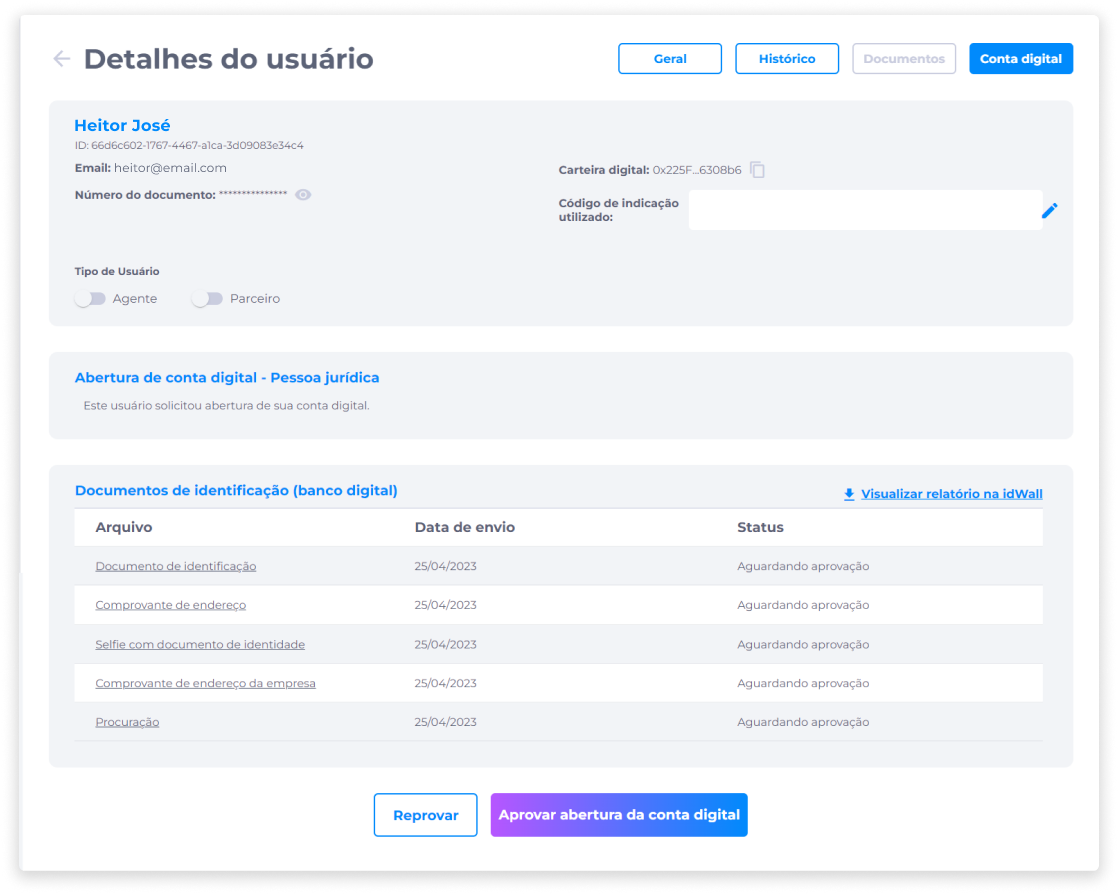 Detalhes do usuário
Geral
Histórico
Documentos
Conta digital
Heitor José
ID: 66d6c602-1767-4467-a1ca-3d09083e34c4
Email: heitor@email.com
Número do documento: ***************
Carteira digital: 0x225F...6308b6
Código de indicação
utilizado:
Tipo de Usuário
Agente
Parceiro
Abertura de conta digital - Pessoa jurídica
Este usuário solicitou abertura de sua conta digital.
Documentos de identificação (banco digital)
Visualizar relatório na idWall
Arquivo Data de envio Status
Documento de identificação 25/04/2023 Aguardando aprovação
Comprovante de endereço 25/04/2023 Aguardando aprovação
Selfie com documento de identidade 25/04/2023 Aguardando aprovação
Comprovante de endereço da empresa 25/04/2023 Aguardando aprovação
Procuração 25/04/2023 Aguardando aprovação
Reprovar
Aprovar abertura da conta digital